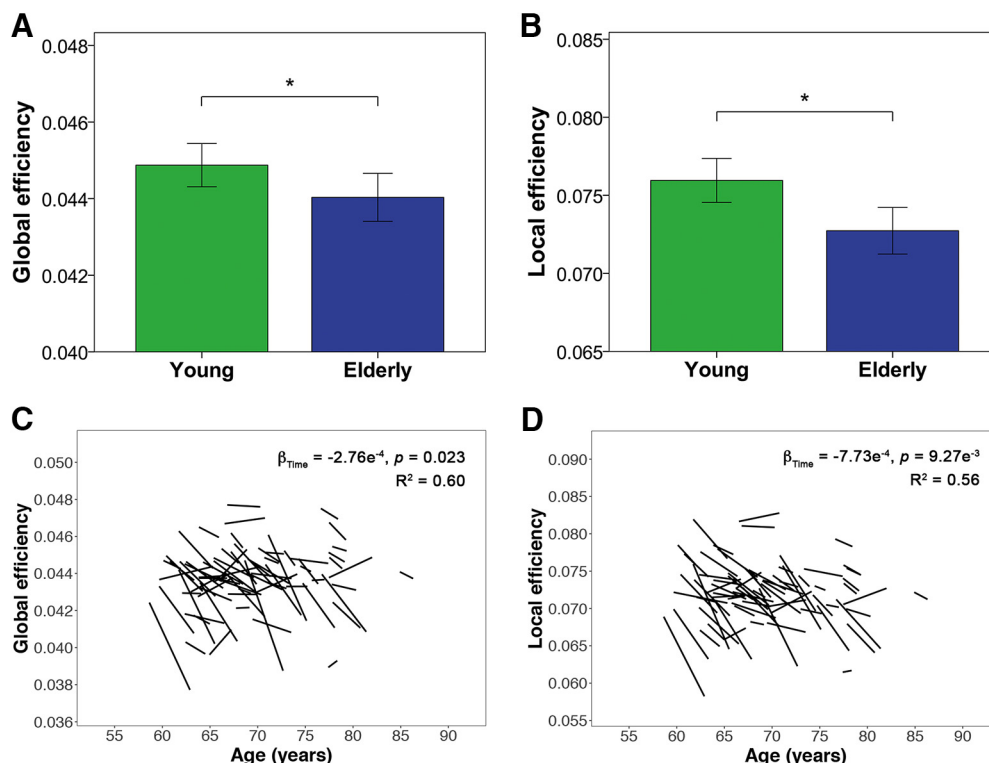 A
Global efficiency
0.048
0.046
0.044
0.042
0.040
*
Young
Elderly
B
Local efficiency
0.085
0.080
0.075
0.070
0.065
*
Young
Elderly
C
Global efficiency
0.050
0.048
0.046
0.044
0.042
0.040
0.038
0.036
βTime = -2.76e-4, p = 0.023
R2 = 0.60
55 60 65 70 75 80 85 90
Age (years)
D
Local efficiency
0.090
0.085
0.080
0.075
0.070
0.065
0.060
0.055
βTime = -7.73e-4, p = 9.27e-3
R2 = 0.56
55 60 65 70 75 80 85 90
Age (years)